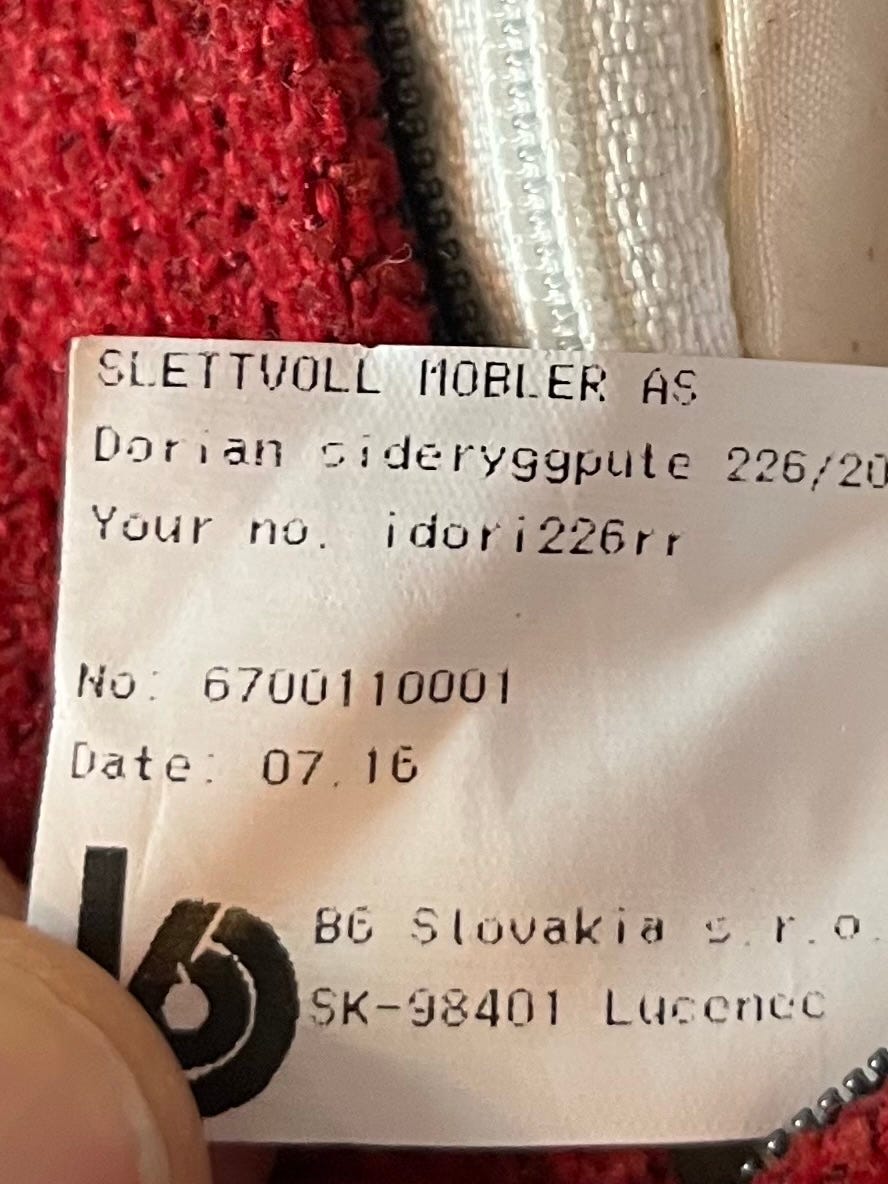 SLETTVOLL MOBLER AS
Dorian sideryggpute 226/20
Your no. idori226rr
No: 6700110001
Date: 07.16
B6 Slovakia s.r.o.
SK-98401 Lucenec